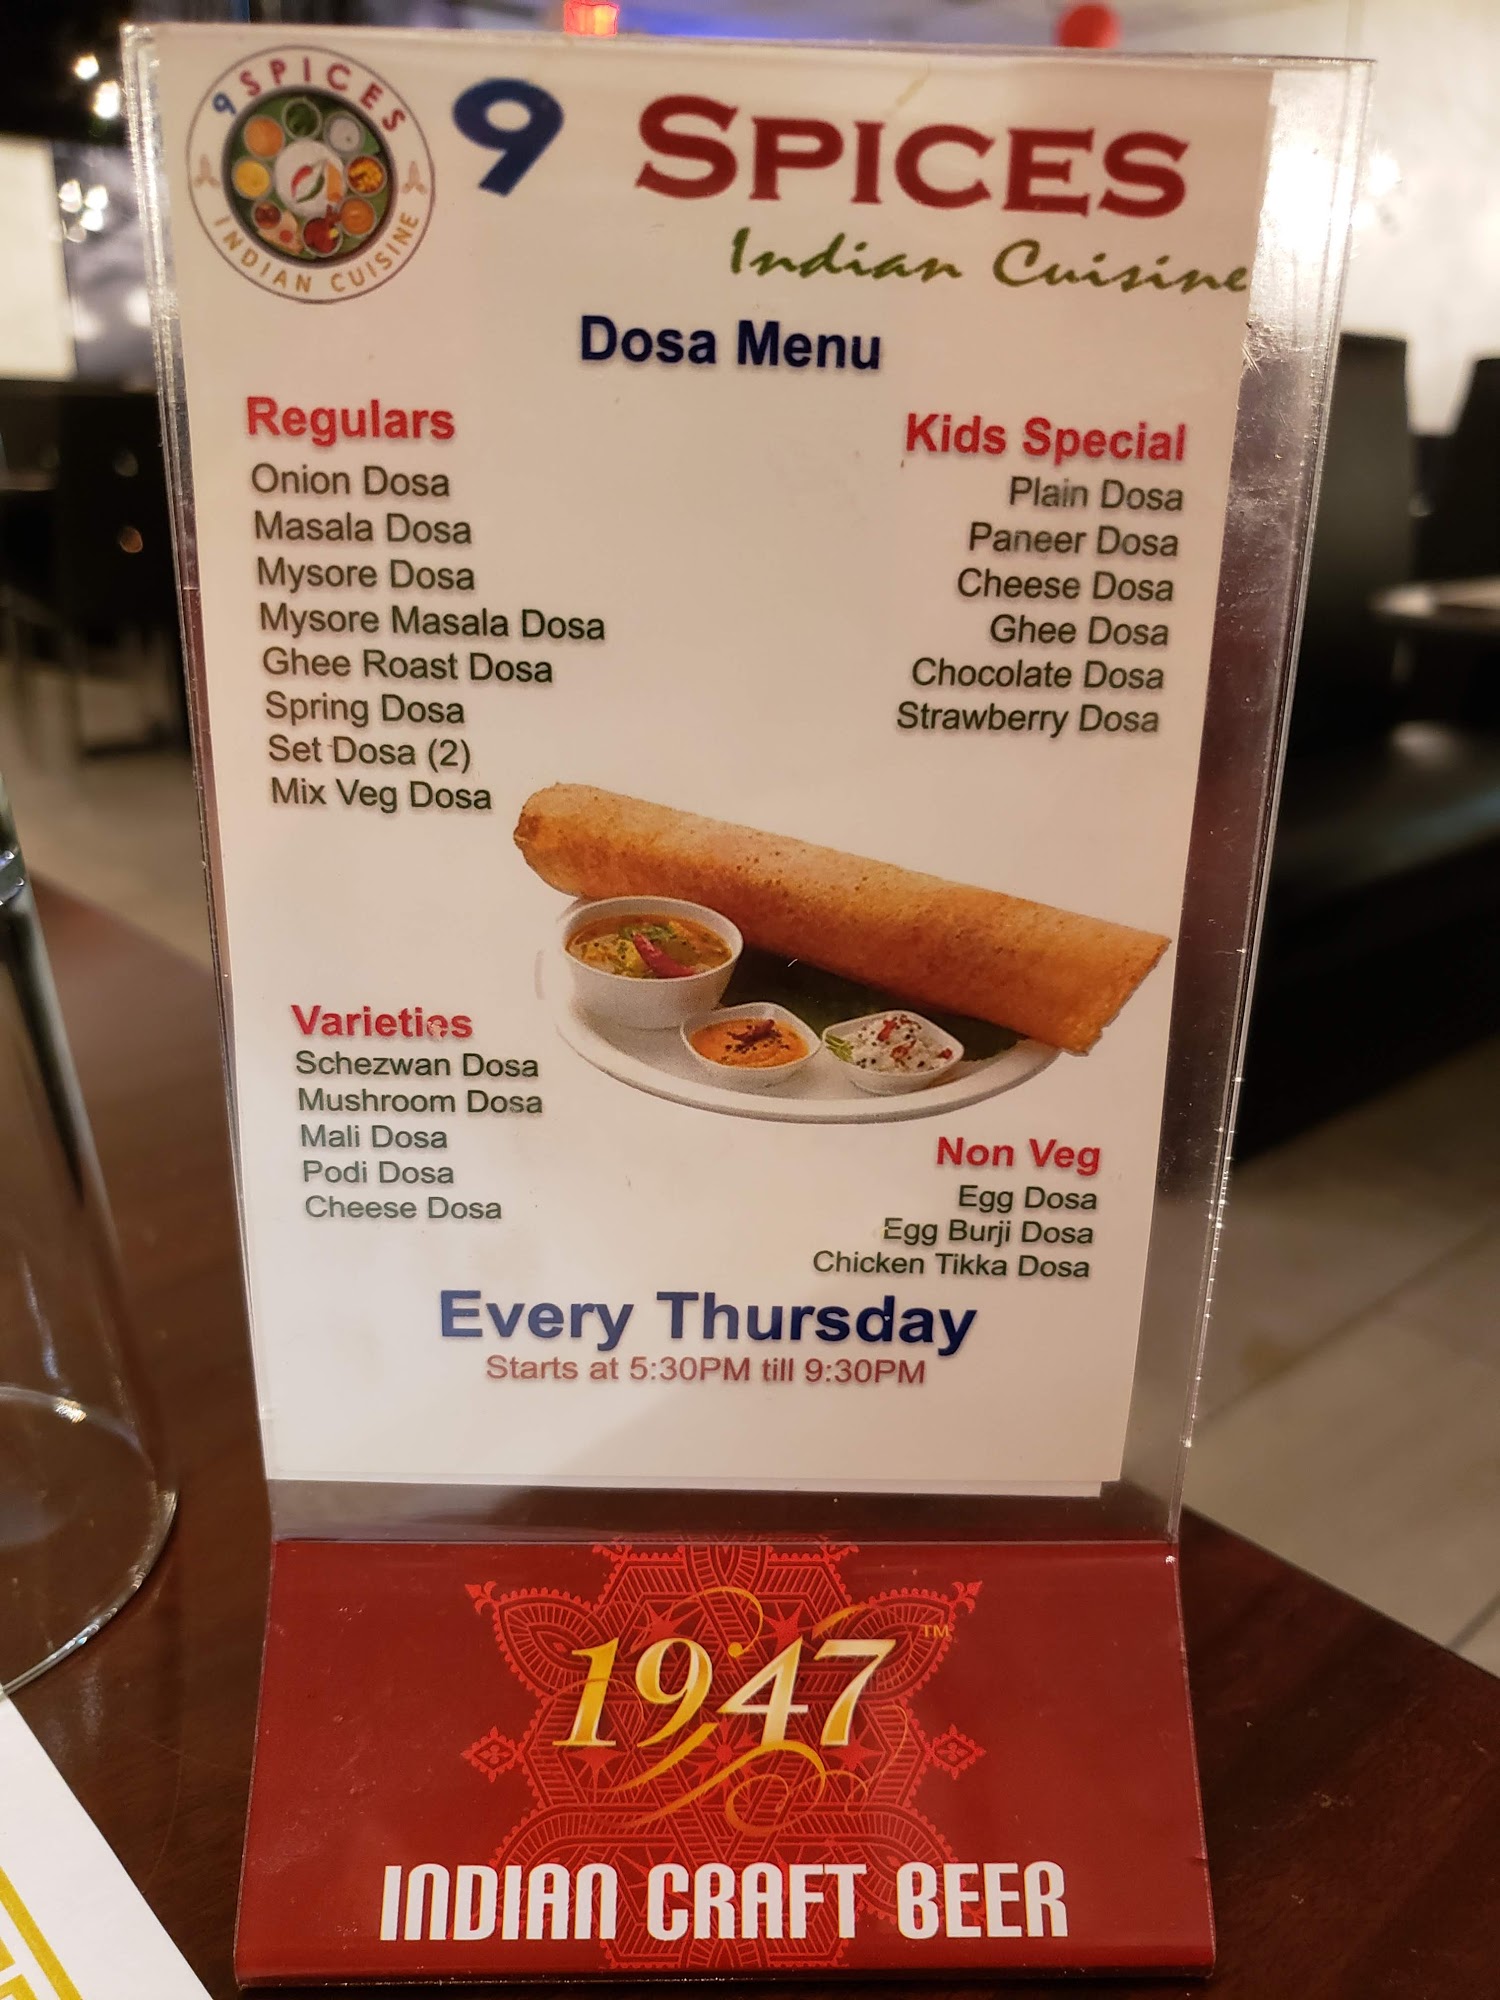 9 SPICES
INDIAN CUISINE
9 SPICES
Indian Cuisine
Dosa Menu
Regulars
Onion Dosa
Masala Dosa
Mysore Dosa
Mysore Masala Dosa
Ghee Roast Dosa
Spring Dosa
Set Dosa (2)
Mix Veg Dosa
Kids Special
Plain Dosa
Paneer Dosa
Cheese Dosa
Ghee Dosa
Chocolate Dosa
Strawberry Dosa
Varieties
Schezwan Dosa
Mushroom Dosa
Mali Dosa
Podi Dosa
Cheese Dosa
Non Veg
Egg Dosa
Egg Burji Dosa
Chicken Tikka Dosa
Every Thursday
Starts at 5:30PM till 9:30PM
1947™
INDIAN CRAFT BEER